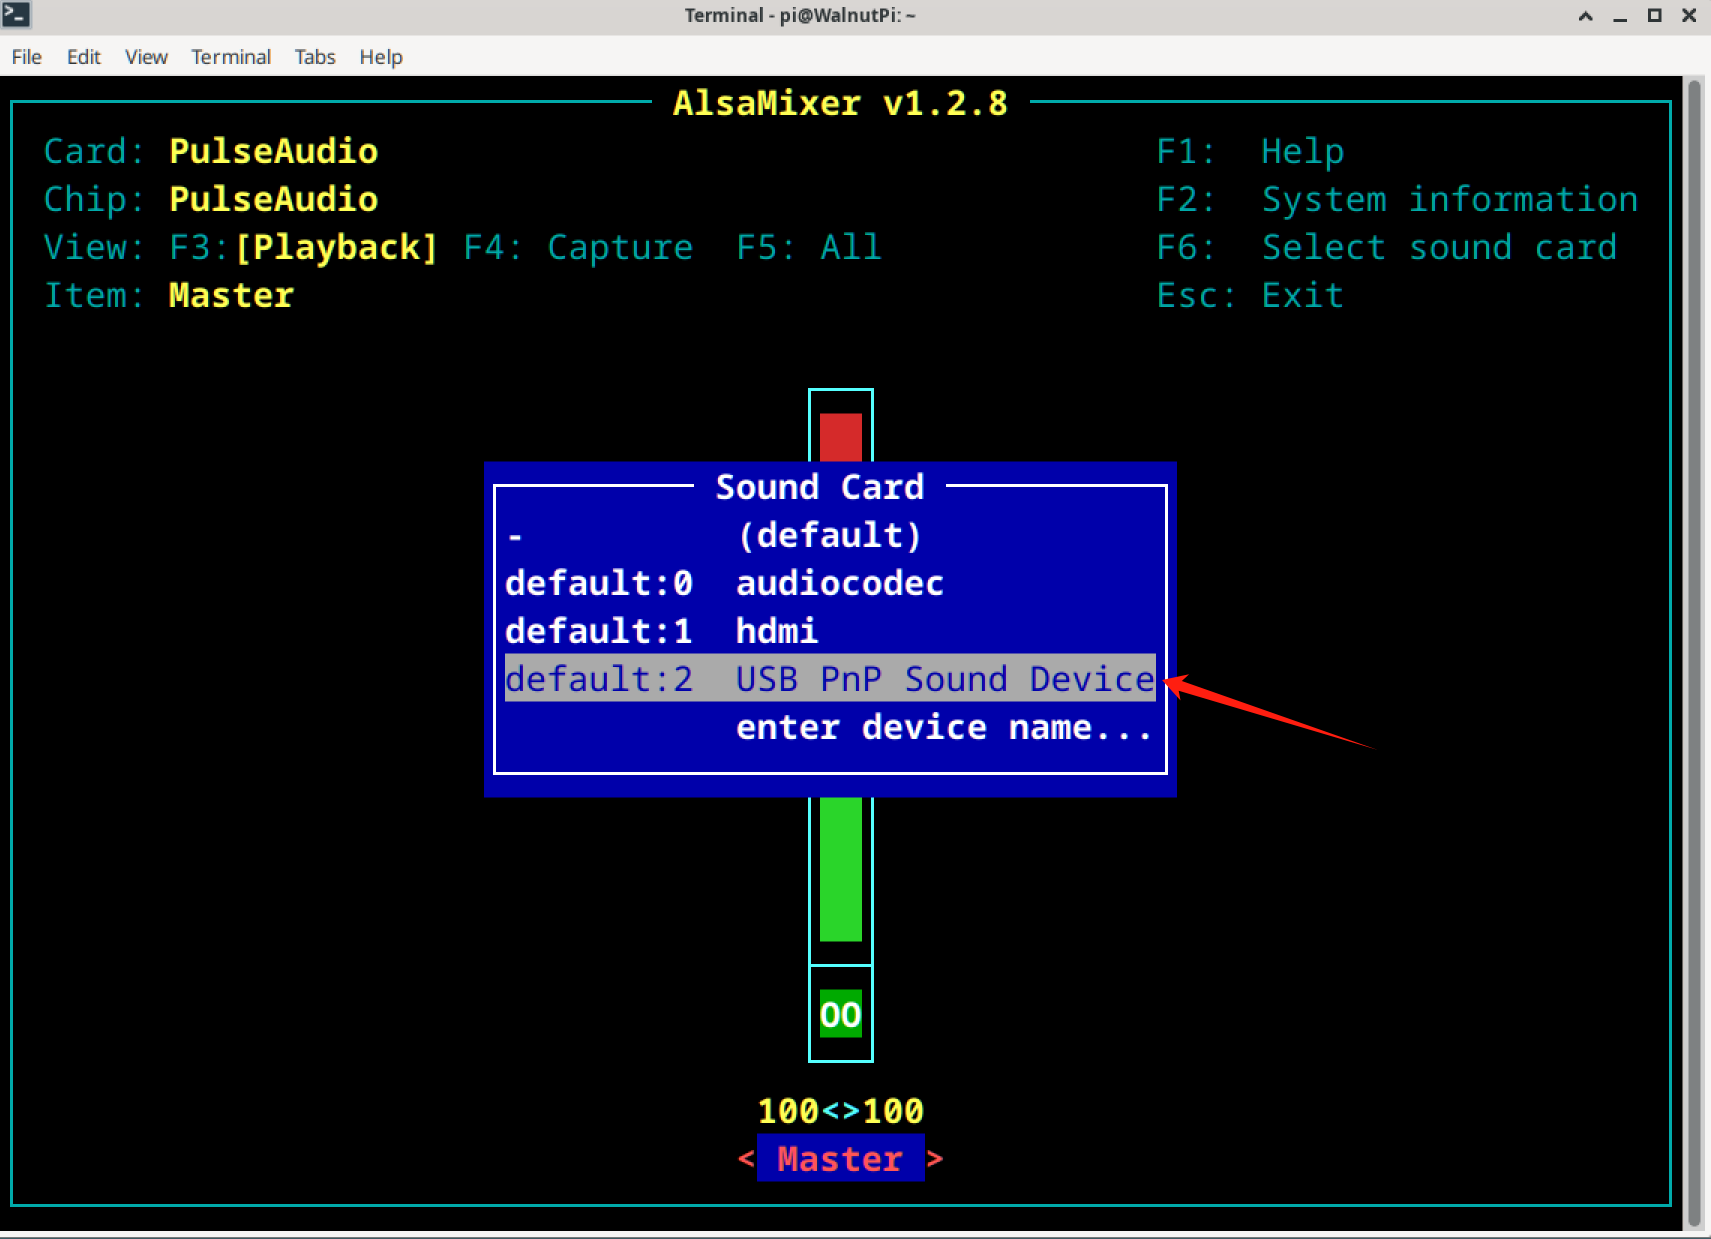 Terminal - pi@WalnutPi: ~
File Edit View Terminal Tabs Help
AlsaMixer v1.2.8
Card: PulseAudio F1: Help
Chip: PulseAudio F2: System information
View: F3:[Playback] F4: Capture F5: All F6: Select sound card
Item: Master Esc: Exit
Sound Card
- (default)
default:0 audiocodec
default:1 hdmi
default:2 USB PnP Sound Device
enter device name...
OO
100<>100
< Master >